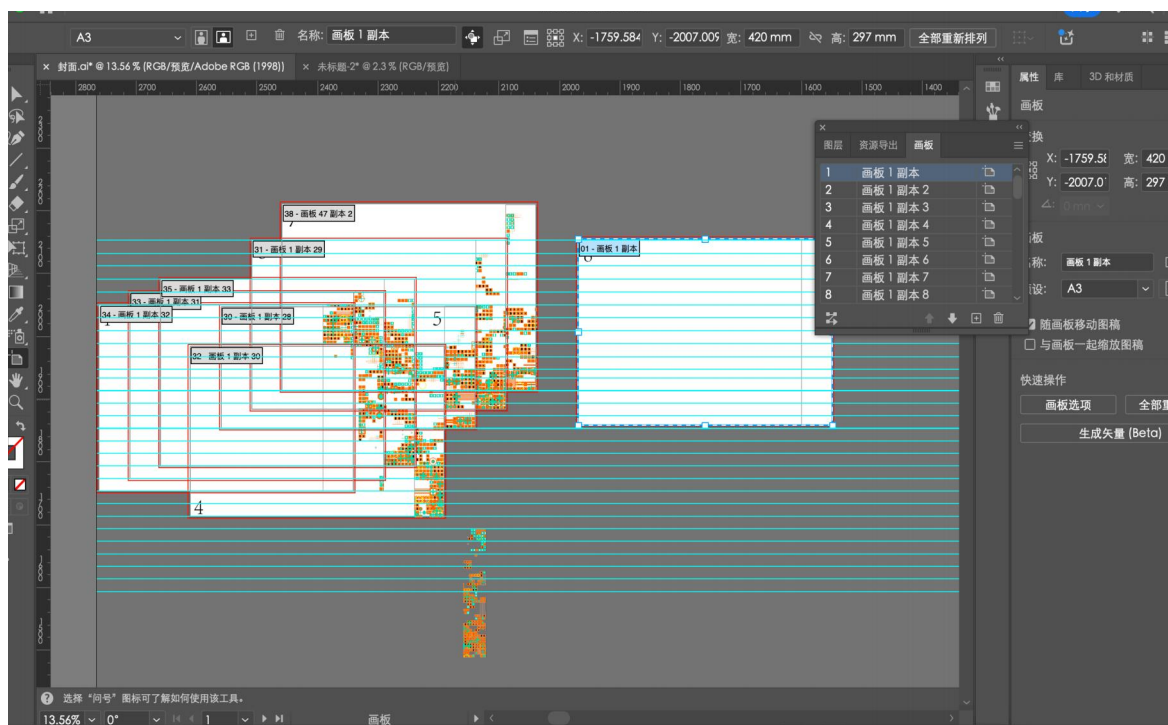 A3
名称: 画板 1 副本
X: -1759.584 Y: -2007.009 宽: 420 mm 高: 297 mm 全部重新排列
× 封面.ai* @ 13.56 % (RGB/预览/Adobe RGB (1998)) × 未标题-2* @ 2.3 % (RGB/预览)
2800 2700 2600 2500 2400 2300 2200 2100 2000 1900 1800 1700 1600 1500 1400
属性 库 3D 和材质
画板
图层 资源导出 画板
1 画板 1 副本
2 画板 1 副本 2
3 画板 1 副本 3
4 画板 1 副本 4
5 画板 1 副本 5
6 画板 1 副本 6
7 画板 1 副本 7
8 画板 1 副本 8
X: -1759.58 宽: 420
Y: -2007.0 高: 297
0 mm
画板 1 副本
A3
随画板移动图稿
与画板一起缩放图稿
快速操作
画板选项
生成矢量 (Beta)
38 - 画板 47 副本 2
31 - 画板 1 副本 29
01 - 画板 1 副本
35 - 画板 1 副本 33
33 - 画板 1 副本 31
34 - 画板 1 副本 32
30 - 画板 1 副本 28
5
32 - 画板 1 副本 30
4
选择“问号”图标可了解如何使用该工具。
13.56% 0° 1 画板